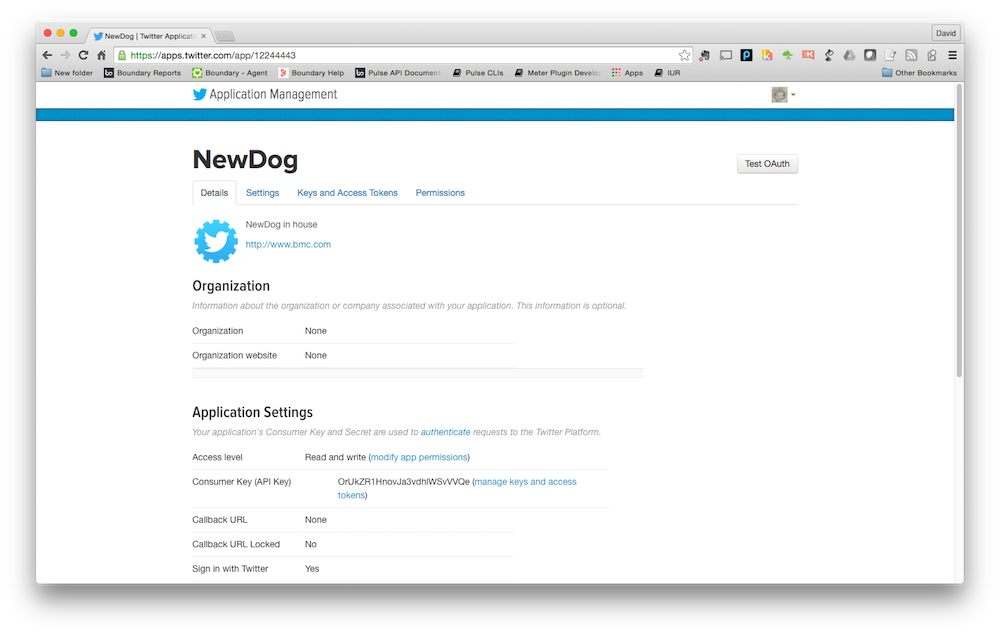 NewDog | Twitter Applicati
David
https://apps.twitter.com/app/12244443
New folder
Boundary Reports
Boundary - Agent
Boundary Help
Pulse API Document
Pulse CLIs
Meter Plugin Develo
Apps
IUR
Other Bookmarks
Application Management
NewDog
Test OAuth
Details
Settings
Keys and Access Tokens
Permissions
NewDog in house
http://www.bmc.com
Organization
Information about the organization or company associated with your application. This information is optional.
Organization None
Organization website None
Application Settings
Your application's Consumer Key and Secret are used to authenticate requests to the Twitter Platform.
Access level Read and write (modify app permissions)
Consumer Key (API Key) OrUkZR1HnovJa3vdhlWSvVVQe (manage keys and access
tokens)
Callback URL None
Callback URL Locked No
Sign in with Twitter Yes